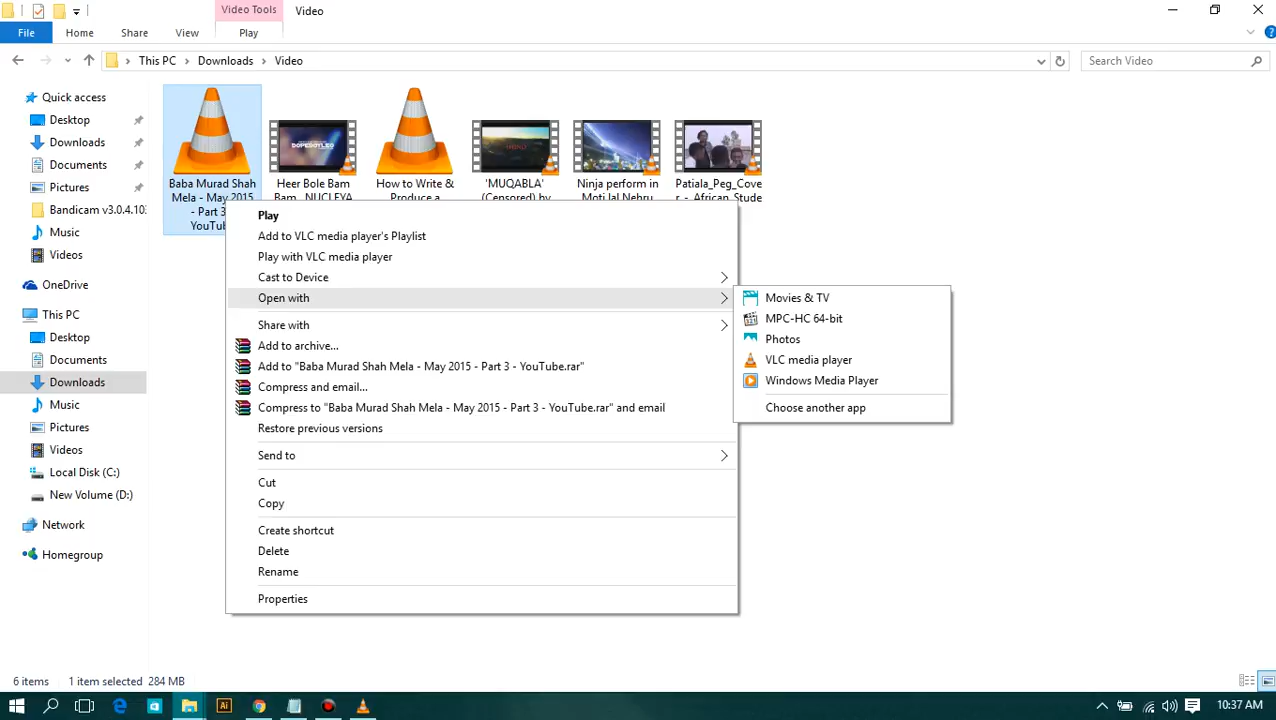 Video Tools
Video
File
Home
Share
View
Play
This PC
Downloads
Video
Search Video
Quick access
Desktop
Downloads
Documents
Pictures
Bandicam v3.0.4.103
Music
Videos
OneDrive
This PC
Desktop
Downloads
Documents
Music
Pictures
Videos
Local Disk (C:)
New Volume (D:)
Network
Homegroup
Baba Murad Shah
Mela - May 2015
- Part 3
YouTub
Heer Bole Bam
Bam _NUCLEYA
How to Write &
Produce a
'MUQABLA'
(Censored) by
Ninja perform in
Moti lal Nehru
Patiala_Peg_Cove
r_-_African_Stude
Play
Add to VLC media player's Playlist
Play with VLC media player
Cast to Device
Open with
Share with
Add to archive...
Add to "Baba Murad Shah Mela - May 2015 - Part 3 - YouTube.rar"
Compress and email...
Compress to "Baba Murad Shah Mela - May 2015 - Part 3 - YouTube.rar" and email
Restore previous versions
Send to
Cut
Copy
Create shortcut
Delete
Rename
Properties
Movies & TV
MPC-HC 64-bit
Photos
VLC media player
Windows Media Player
Choose another app
6 items
1 item selected 284 MB
Ai
10:37 AM